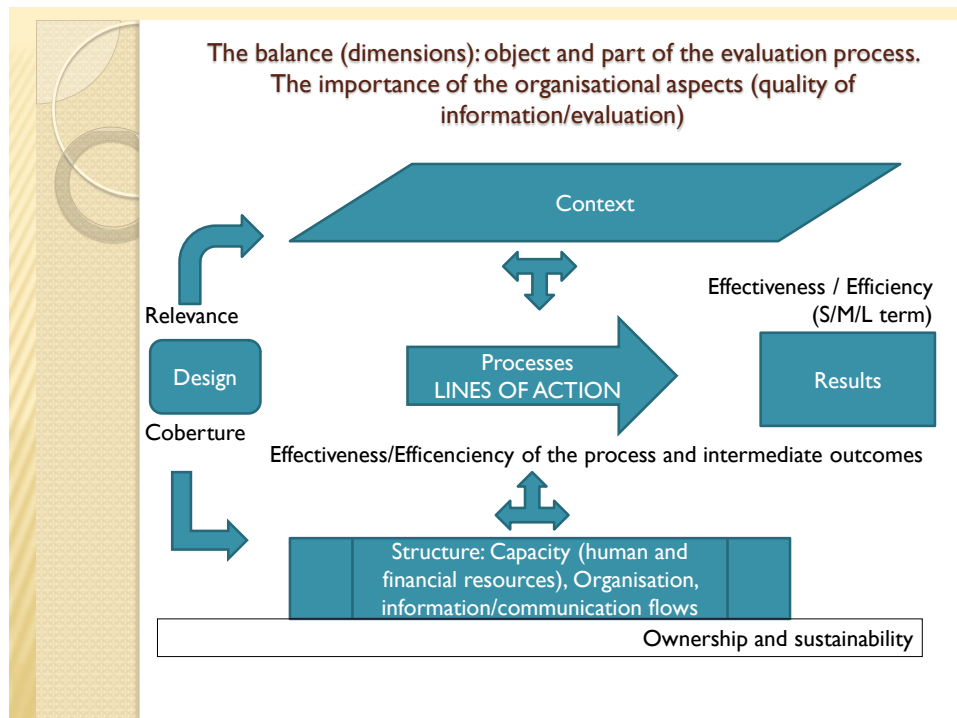 The balance (dimensions): object and part of the evaluation process.
The importance of the organisational aspects (quality of
information/evaluation)
Context
Effectiveness / Efficiency
(S/M/L term)
Relevance
Design
Processes
LINES OF ACTION
Results
Coberture
Effectiveness/Efficenciency of the process and intermediate outcomes
Structure: Capacity (human and
financial resources), Organisation,
information/communication flows
Ownership and sustainability